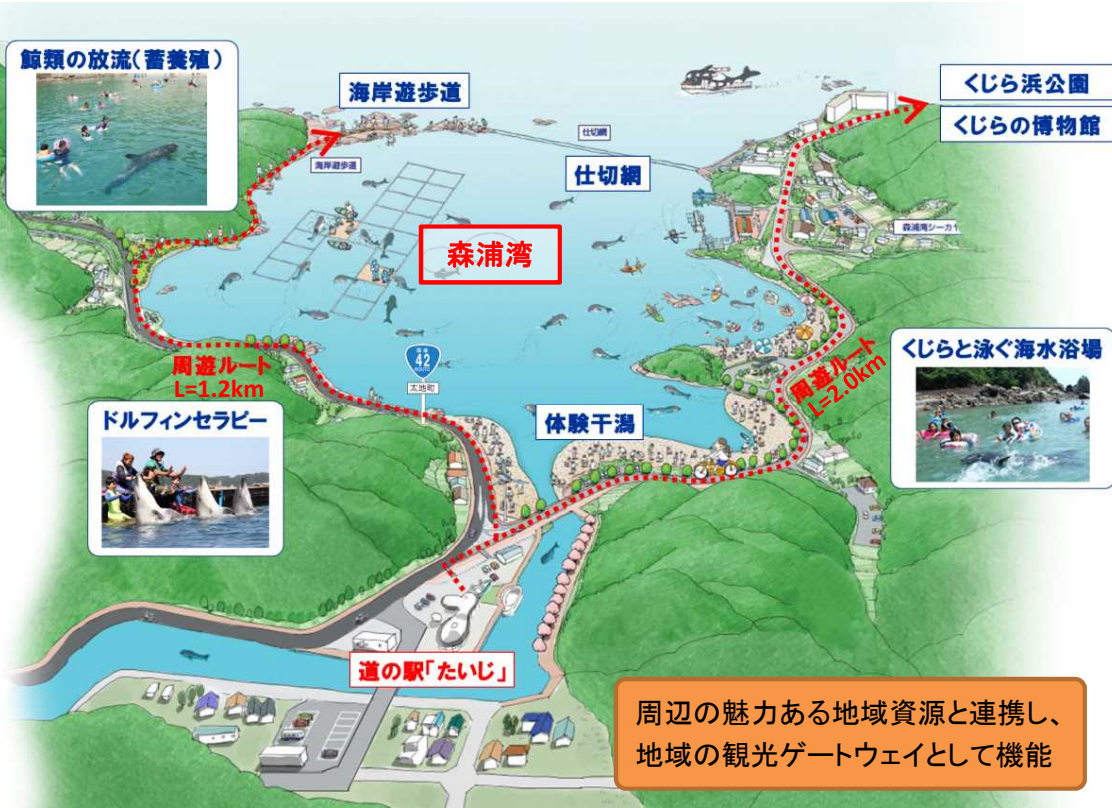 鯨類の放流(蓄養殖)
海岸遊歩道
くじら浜公園
くじらの博物館
仕切網
海岸遊歩道
仕切網
森浦湾シーカ
森浦湾
42
ROUTE
太地町
周遊ルート
L=1.2km
周遊ルート
L=2.0km
くじらと泳ぐ海水浴場
ドルフィンセラピー
体験干潟
道の駅「たいじ」
周辺の魅力ある地域資源と連携し、
地域の観光ゲートウェイとして機能